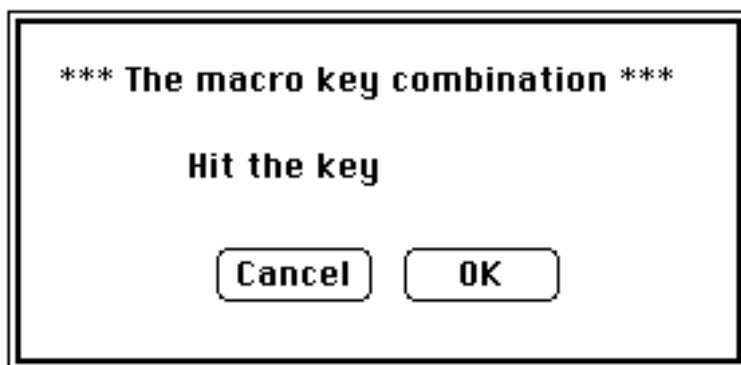 *** The macro key combination ***
Hit the key
Cancel OK